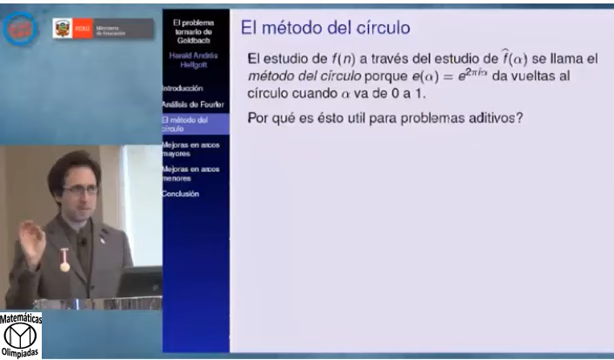 PERÚ
Ministerio
de Educación
El problema
ternario de
Goldbach
Harald Andrés
Helfgott
Introducción
Análisis de Fourier
El método del
círculo
Mejoras en arcos
mayores
Mejoras en arcos
menores
Conclusión
El método del círculo
El estudio de f(n) a través del estudio de f̂(α) se llama el
método del círculo porque e(α) = e^{2πiα} da vueltas al
círculo cuando α va de 0 a 1.
Por qué es ésto util para problemas aditivos?
Matemáticas
Olimpiadas